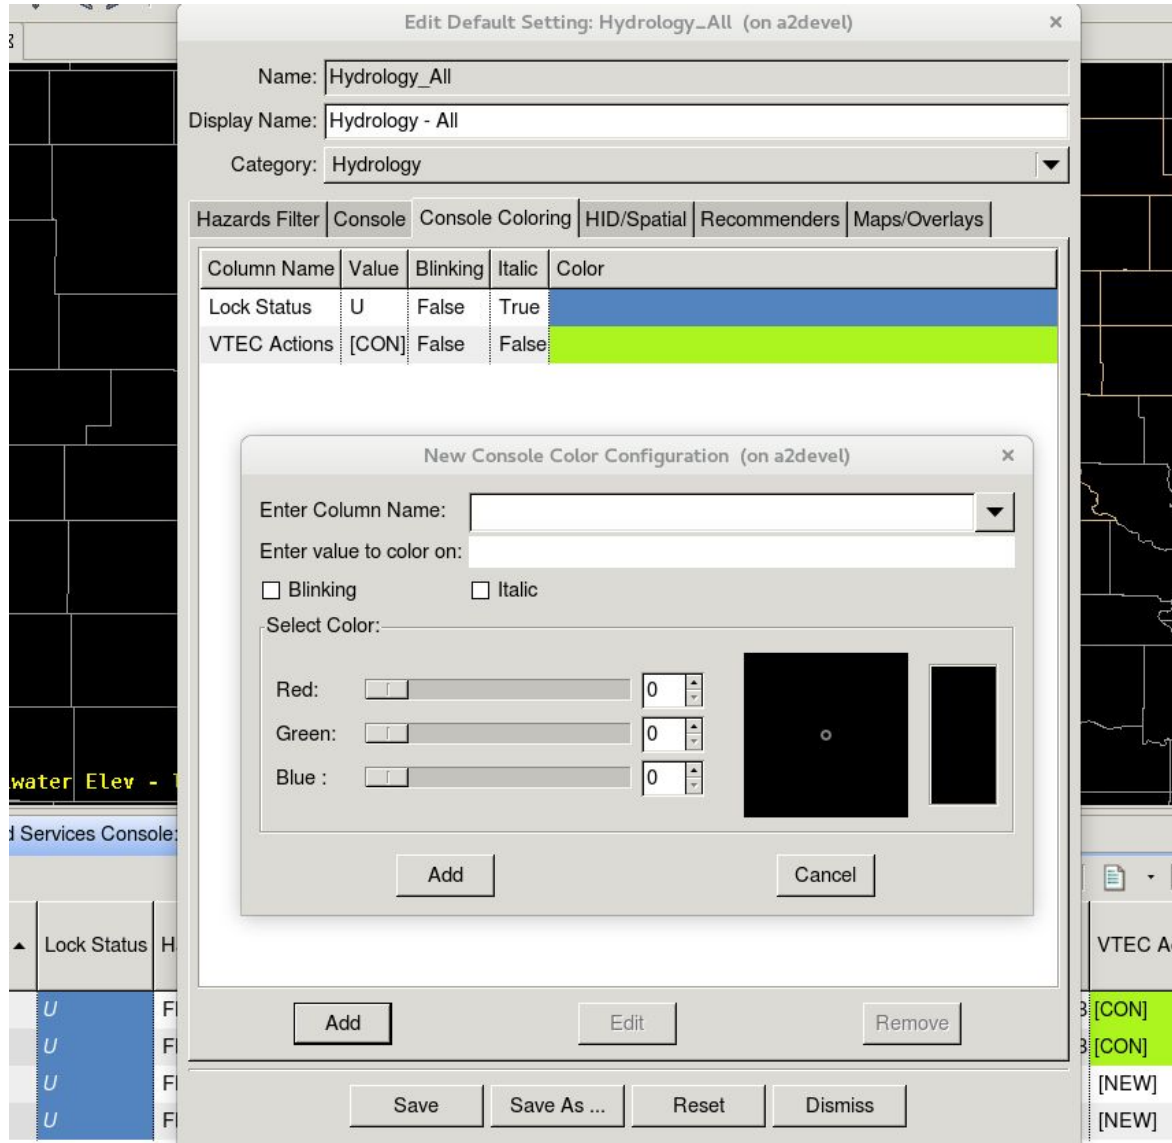 Edit Default Setting: Hydrology_All (on a2devel)
Name: Hydrology_All
Display Name: Hydrology - All
Category: Hydrology
Hazards Filter Console Console Coloring HID/Spatial Recommenders Maps/Overlays
Column Name Value Blinking Italic Color
Lock Status U False True
VTEC Actions [CON] False False
New Console Color Configuration (on a2devel)
Enter Column Name:
Enter value to color on:
Blinking Italic
Select Color:
Red: 0
Green: 0
Blue : 0
water Elev -
Services Console:
Add Cancel
Lock Status H VTEC A
U [CON]
U [CON]
U [NEW]
U [NEW]
Add Edit Remove
Save Save As ... Reset Dismiss